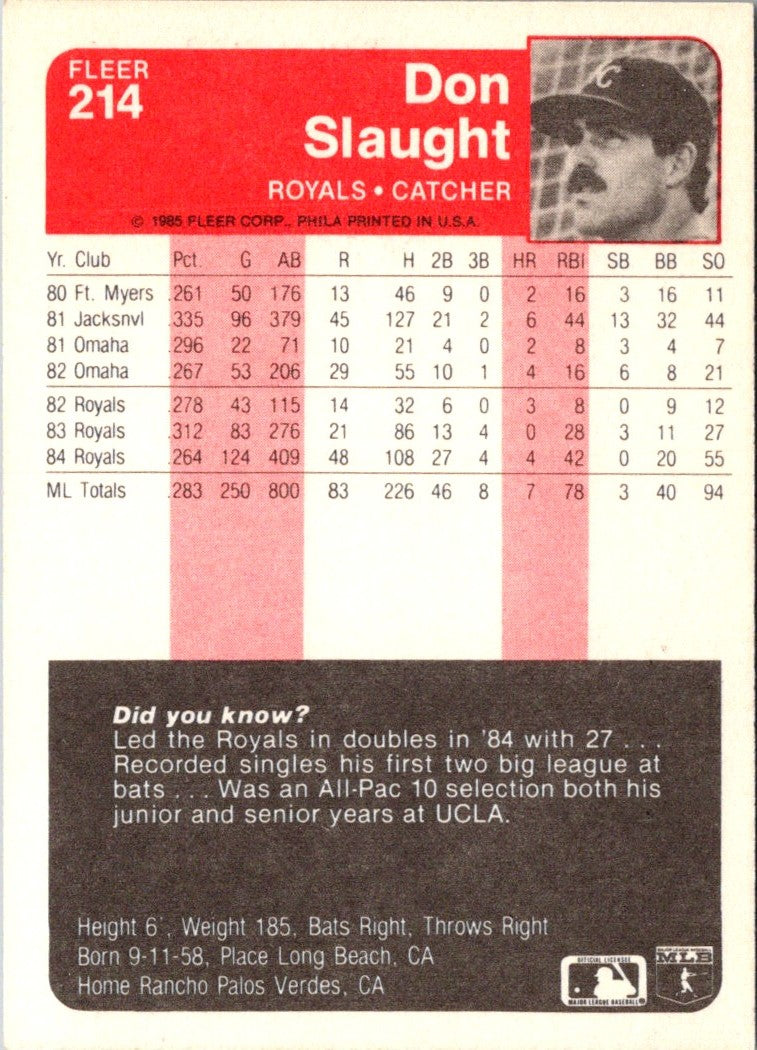 FLEER
214
Don
Slaught
ROYALS • CATCHER
© 1985 FLEER CORP., PHILA PRINTED IN U.S.A.
Yr. Club Pct. G AB R H 2B 3B HR RBI SB BB SO
80 Ft. Myers .261 50 176 13 46 9 0 2 16 3 16 11
81 Jacksnvl .335 96 379 45 127 21 2 6 44 13 32 44
81 Omaha .296 22 71 10 21 4 0 2 8 3 4 7
82 Omaha .267 53 206 29 55 10 1 4 16 6 8 21
82 Royals .278 43 115 14 32 6 0 3 8 0 9 12
83 Royals .312 83 276 21 86 13 4 0 28 3 11 27
84 Royals .264 124 409 48 108 27 4 4 42 0 20 55
ML Totals .283 250 800 83 226 46 8 7 78 3 40 94
Did you know?
Led the Royals in doubles in '84 with 27 . . .
Recorded singles his first two big league at
bats . . . Was an All-Pac 10 selection both his
junior and senior years at UCLA.
Height 6', Weight 185, Bats Right, Throws Right
Born 9-11-58, Place Long Beach, CA
Home Rancho Palos Verdes, CA
OFFICIAL LICENSEE
MAJOR LEAGUE BASEBALL
MAJOR LEAGUE BASEBALL
MLB